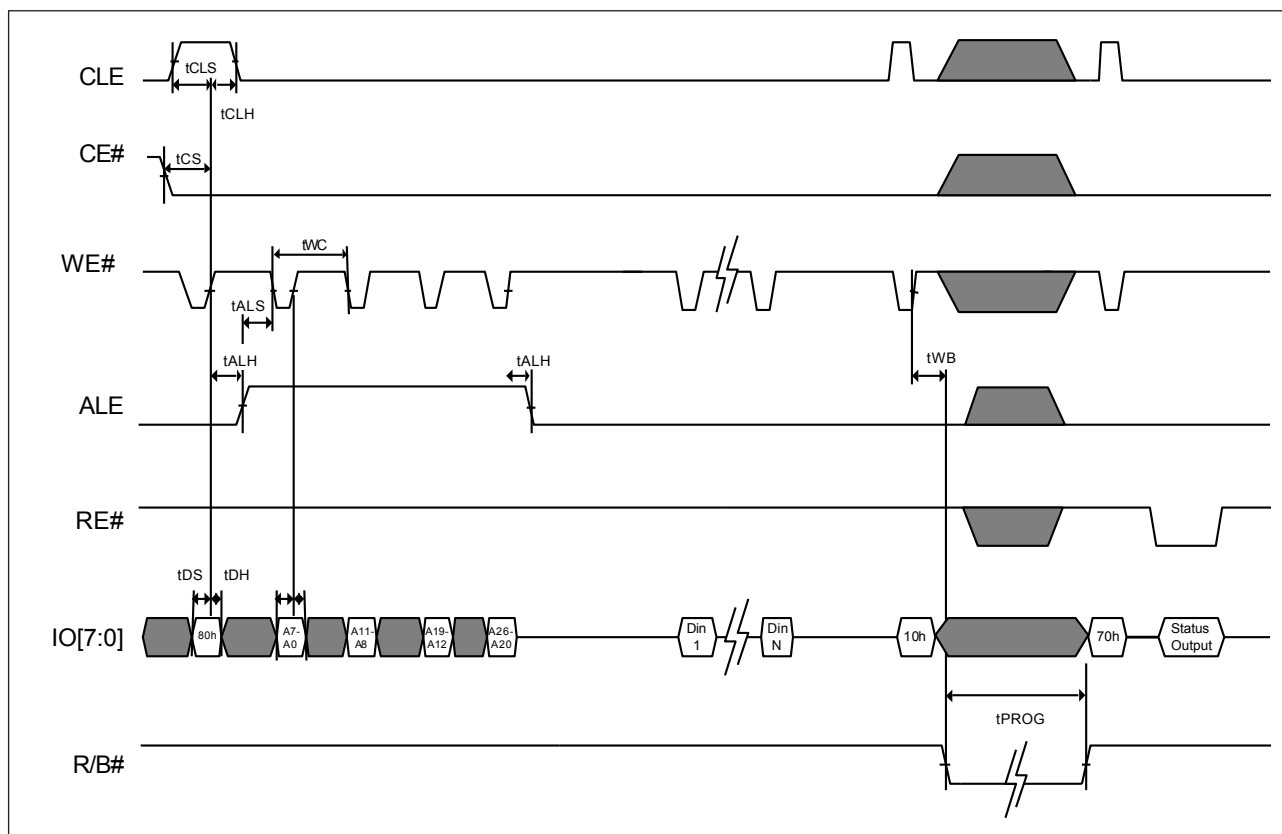 CLE
tCLS
tCLH
CE#
tCS
WE#
tWC
tALS
tALH
tALH
tWB
ALE
RE#
tDS
tDH
IO[7:0]
80h
A7-
A0
A11-
A8
A19-
A12
A26-
A20
Din
1
Din
N
10h
70h
Status
Output
tPROG
R/B#